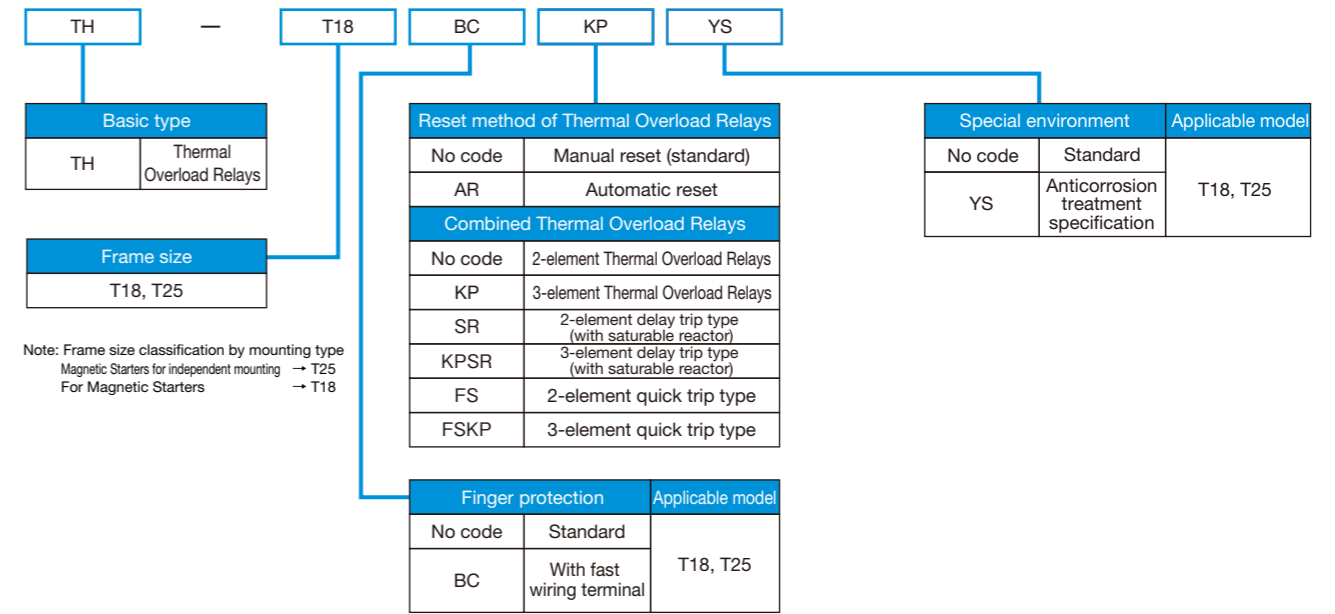 TH — T18 BC KP YS
Basic type
TH Thermal
Overload Relays
Frame size
T18, T25
Note: Frame size classification by mounting type
Magnetic Starters for independent mounting → T25
For Magnetic Starters → T18
Reset method of Thermal Overload Relays
No code Manual reset (standard)
AR Automatic reset
Combined Thermal Overload Relays
No code 2-element Thermal Overload Relays
KP 3-element Thermal Overload Relays
SR 2-element delay trip type
(with saturable reactor)
KPSR 3-element delay trip type
(with saturable reactor)
FS 2-element quick trip type
FSKP 3-element quick trip type
Finger protection Applicable model
No code Standard
BC With fast
wiring terminal
T18, T25
Special environment Applicable model
No code Standard
YS Anticorrosion
treatment
specification
T18, T25